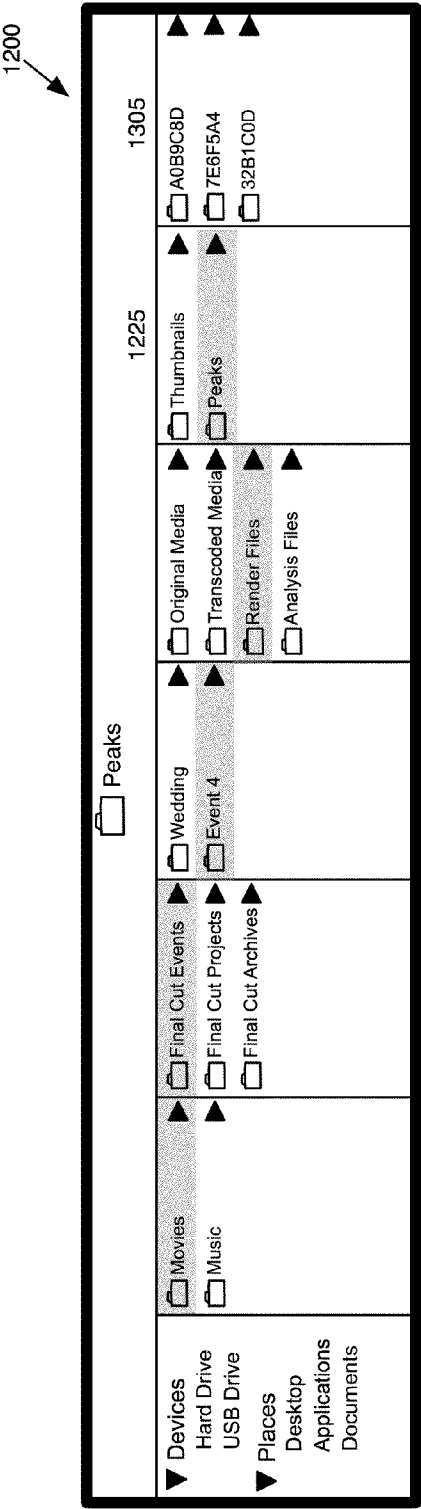 1200
Peaks
1225
1305
Devices
Hard Drive
USB Drive
Places
Desktop
Applications
Documents
Movies
Music
Final Cut Events
Final Cut Projects
Final Cut Archives
Wedding
Event 4
Original Media
Transcoded Media
Render Files
Analysis Files
Thumbnails
Peaks
A0B9C8D
7E6F5A4
32B1C0D